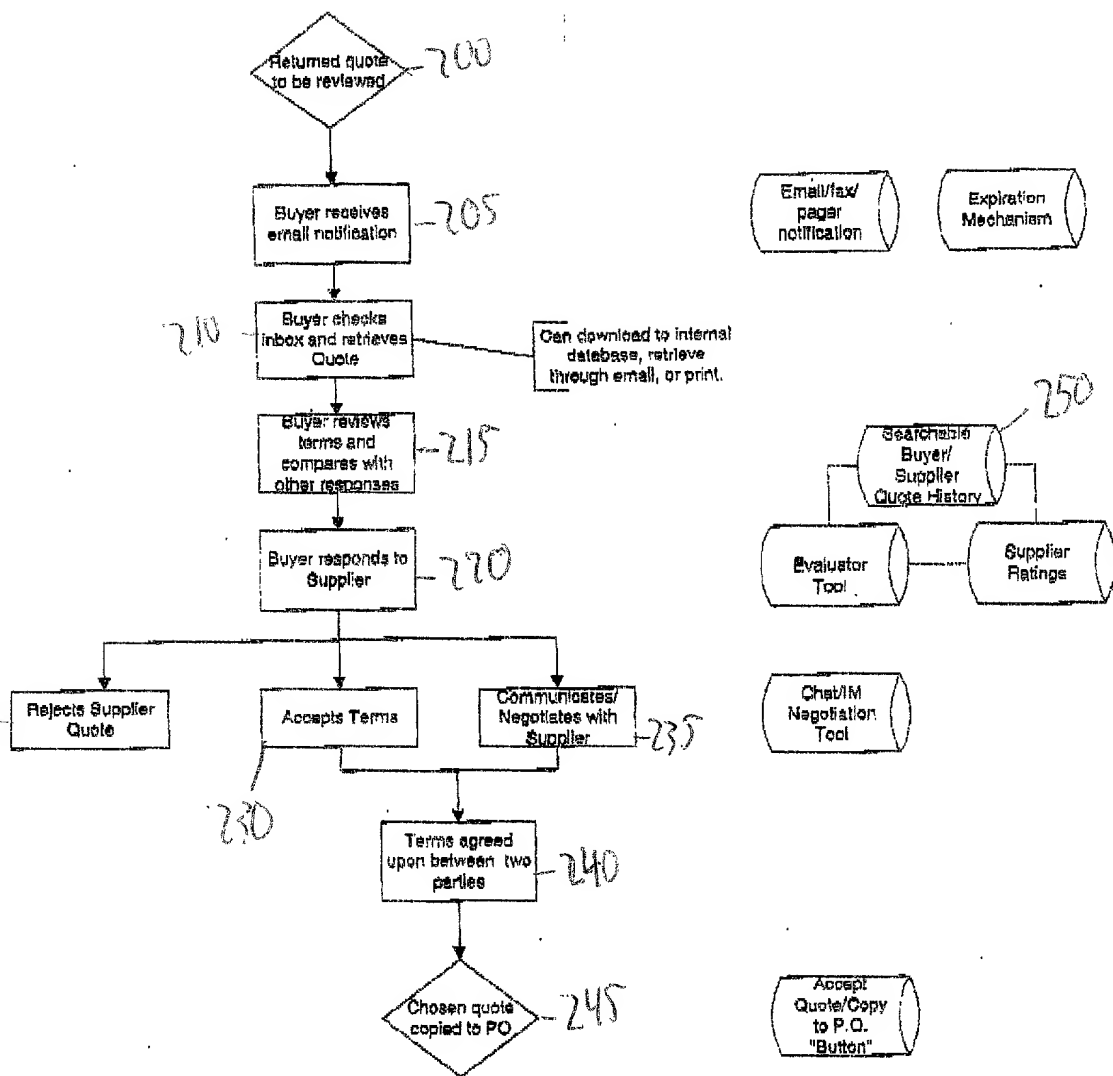 Returned quote
to be reviewed
200
Buyer receives
email notification
205
Email/fax/
pager
notification
Expiration
Mechanism
210
Buyer checks
inbox and retrieves
Quote
Can download to internal
database, retrieve
through email, or print.
Buyer reviews
terms and
compares with
other responses
215
250
Searchable
Buyer/
Supplier
Quote History
Buyer responds to
Supplier
220
Evaluator
Tool
Supplier
Ratings
Rejects Supplier
Quote
Accepts Terms
Communicates/
Negotiates with
Supplier
235
Chat/IM
Negotiation
Tool
230
Terms agreed
upon between two
parties
240
Chosen quote
copied to PO
245
Accept
Quote/Copy
to P.O.
"Button"